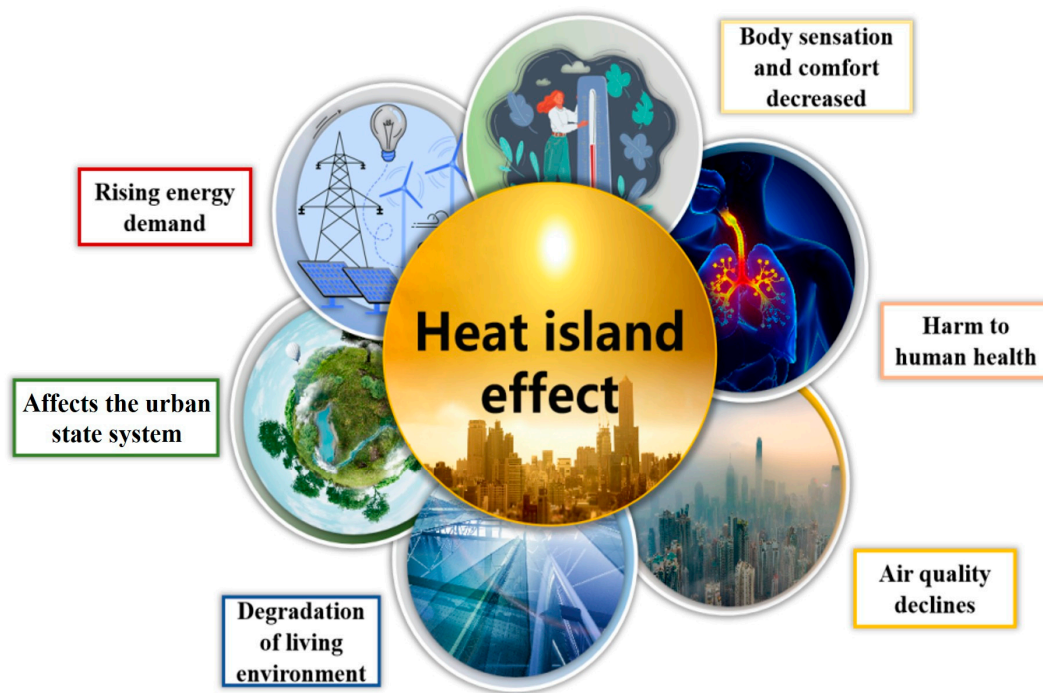 Body sensation
and comfort
decreased
Rising energy
demand
Heat island
effect
Harm to
human health
Affects the urban
state system
Air quality
declines
Degradation
of living
environment